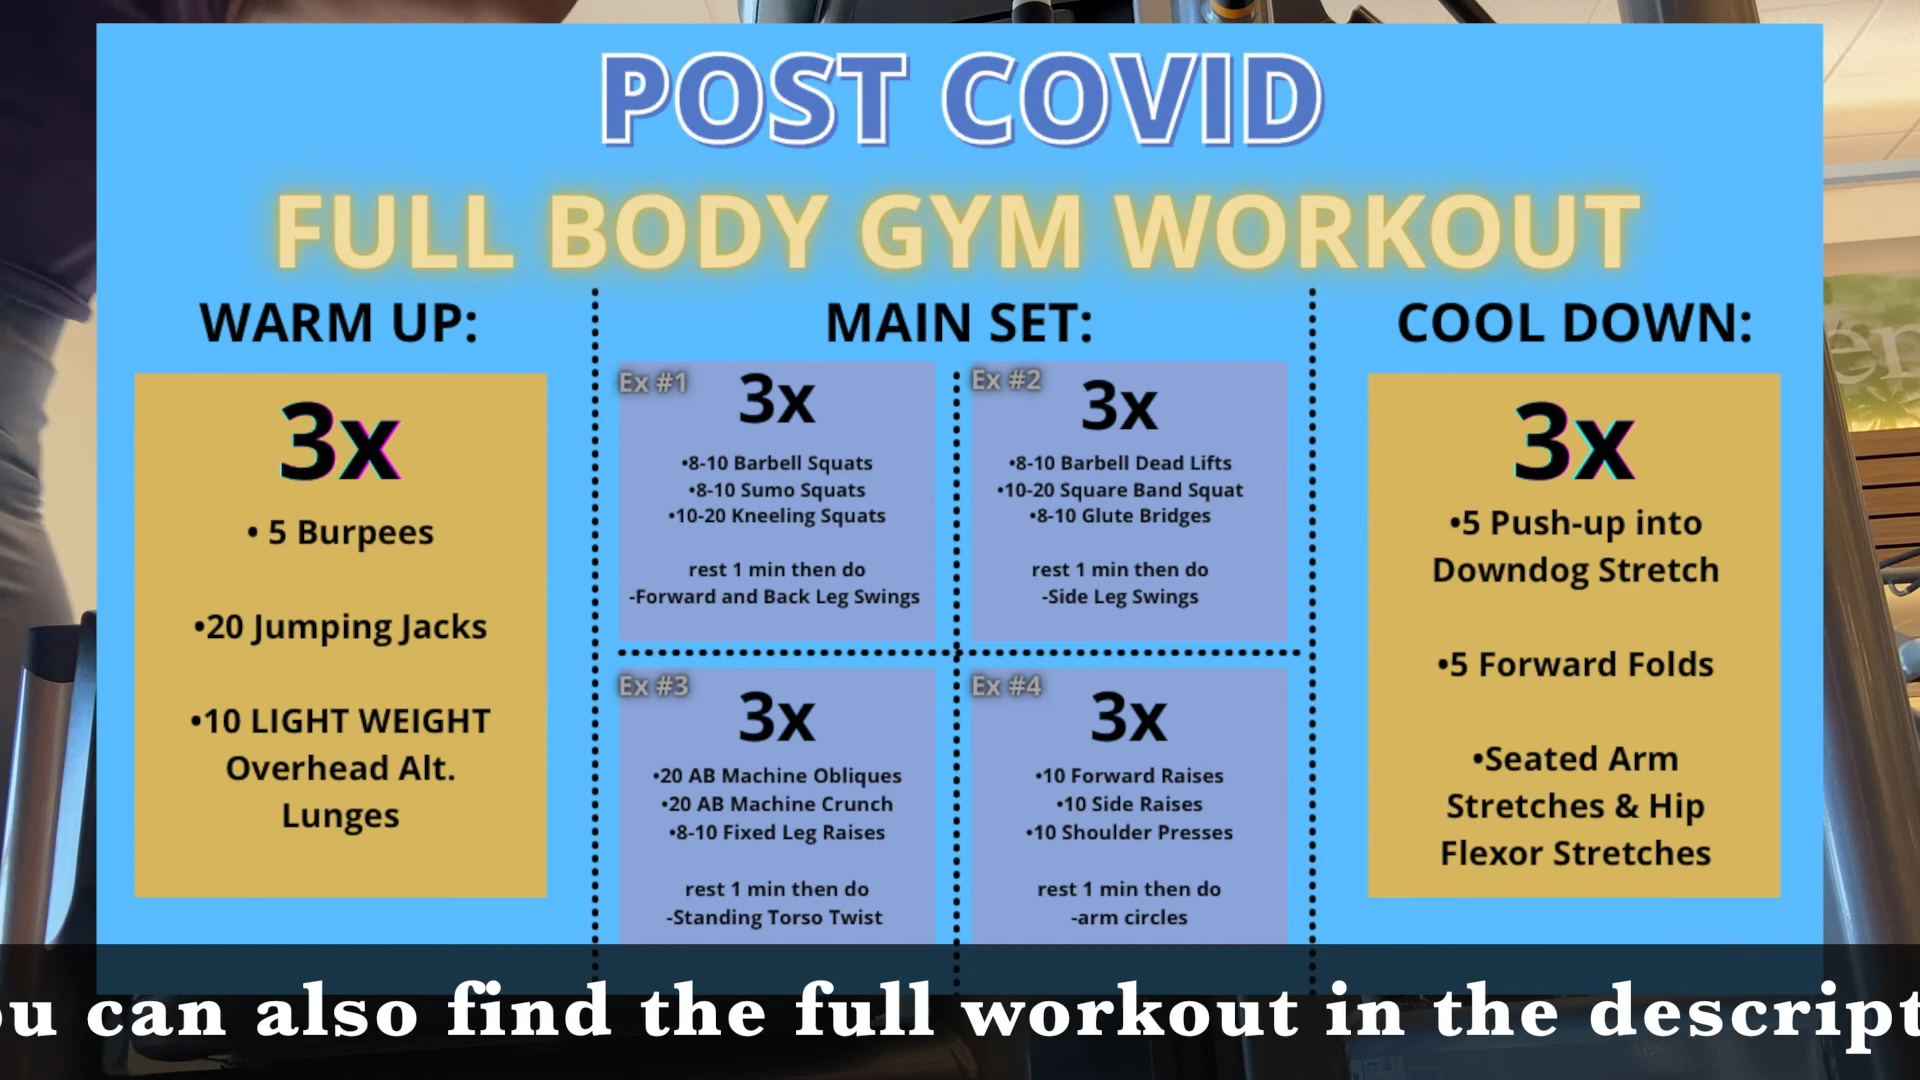 POST COVID
FULL BODY GYM WORKOUT
WARM UP:
3x
• 5 Burpees
•20 Jumping Jacks
•10 LIGHT WEIGHT
Overhead Alt.
Lunges
MAIN SET:
Ex #1
3x
•8-10 Barbell Squats
•8-10 Sumo Squats
•10-20 Kneeling Squats
rest 1 min then do
-Forward and Back Leg Swings
Ex #2
3x
•8-10 Barbell Dead Lifts
•10-20 Square Band Squat
•8-10 Glute Bridges
rest 1 min then do
-Side Leg Swings
Ex #3
3x
•20 AB Machine Obliques
•20 AB Machine Crunch
•8-10 Fixed Leg Raises
rest 1 min then do
-Standing Torso Twist
Ex #4
3x
•10 Forward Raises
•10 Side Raises
•10 Shoulder Presses
rest 1 min then do
-arm circles
COOL DOWN:
3x
•5 Push-up into
Downdog Stretch
•5 Forward Folds
•Seated Arm
Stretches & Hip
Flexor Stretches
ou can also find the full workout in the descript